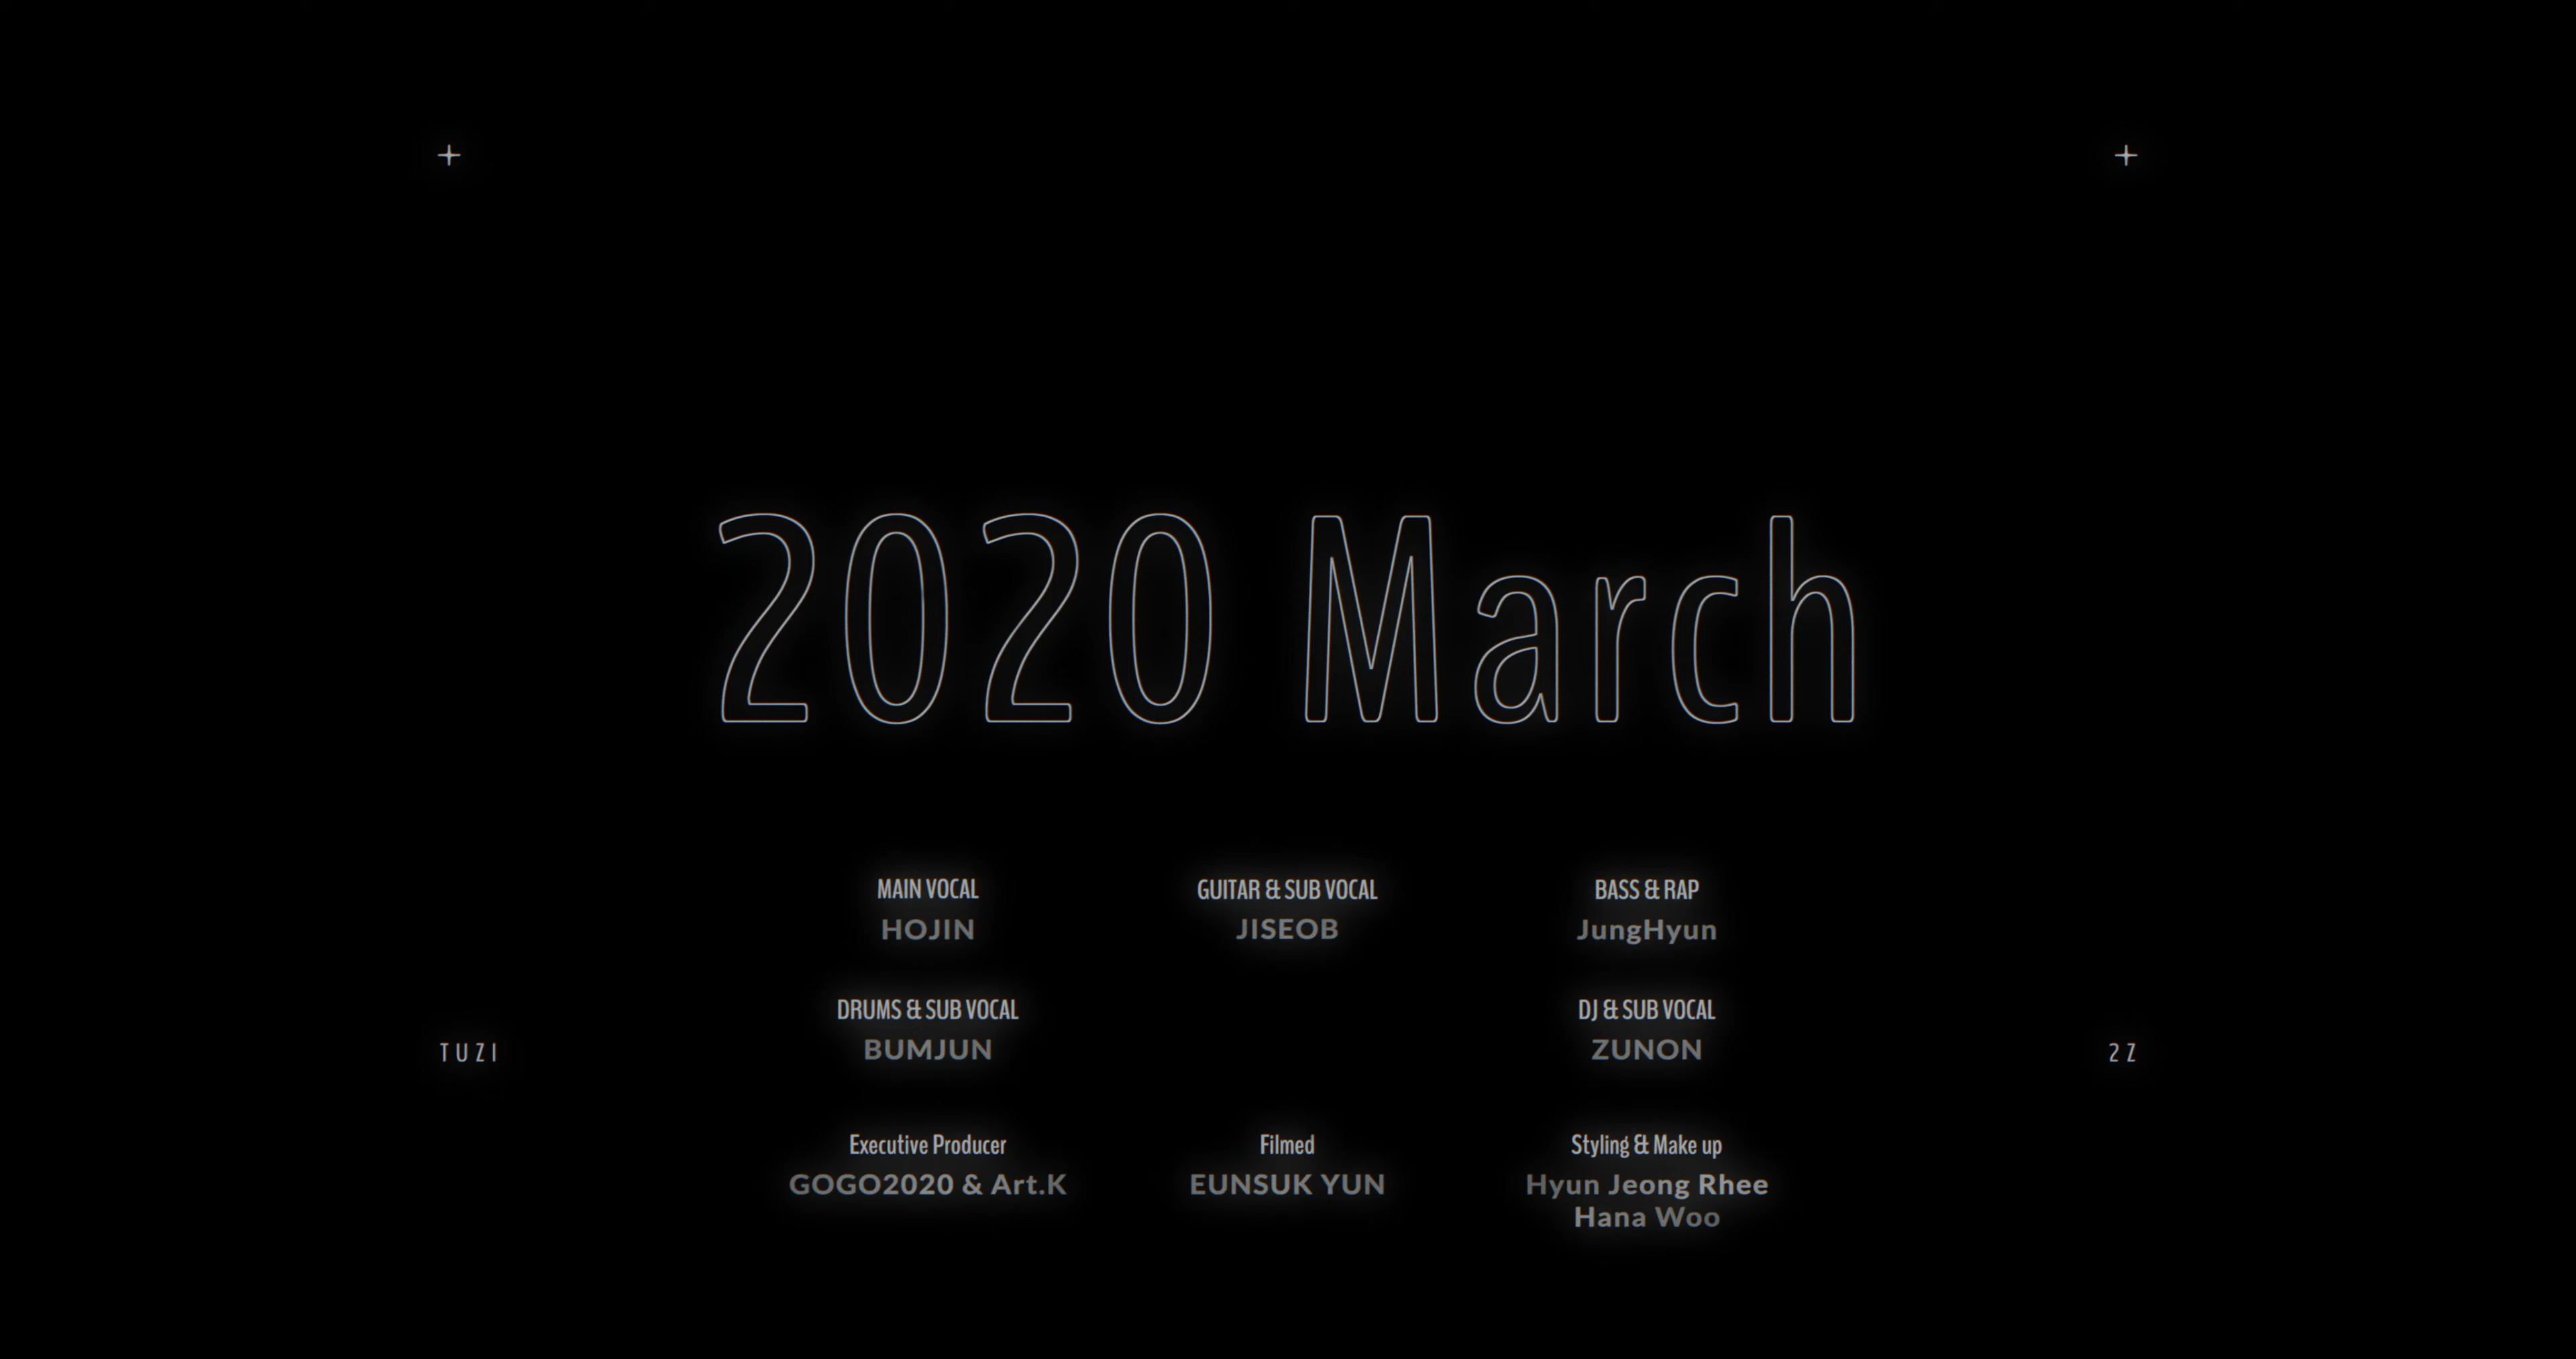 2020 March
MAIN VOCAL
HOJIN
GUITAR & SUB VOCAL
JISEOB
BASS & RAP
JungHyun
DRUMS & SUB VOCAL
BUMJUN
DJ & SUB VOCAL
ZUNON
TUZI
2Z
Executive Producer
GOGO2020 & Art.K
Filmed
EUNSUK YUN
Styling & Make up
Hyun Jeong Rhee
Hana Woo